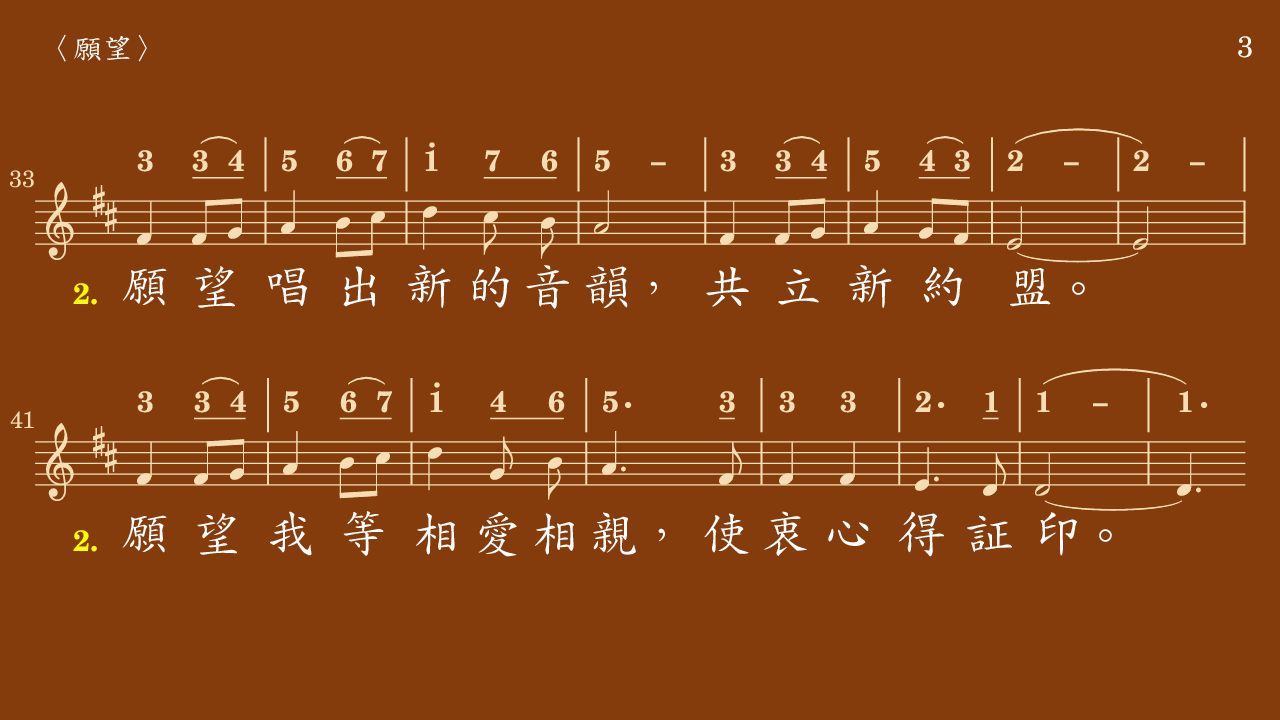 〈願望〉 3
3 3 4 5 6 7 1 7 6 5 – 3 3 4 5 4 3 2 – 2 –
33
2. 願望唱出新的音韻，共立新約盟。
3 3 4 5 6 7 1 4 6 5. 3 3 3 2. 1 1 – 1.
41
2. 願望我等相愛相親，使衷心得証印。